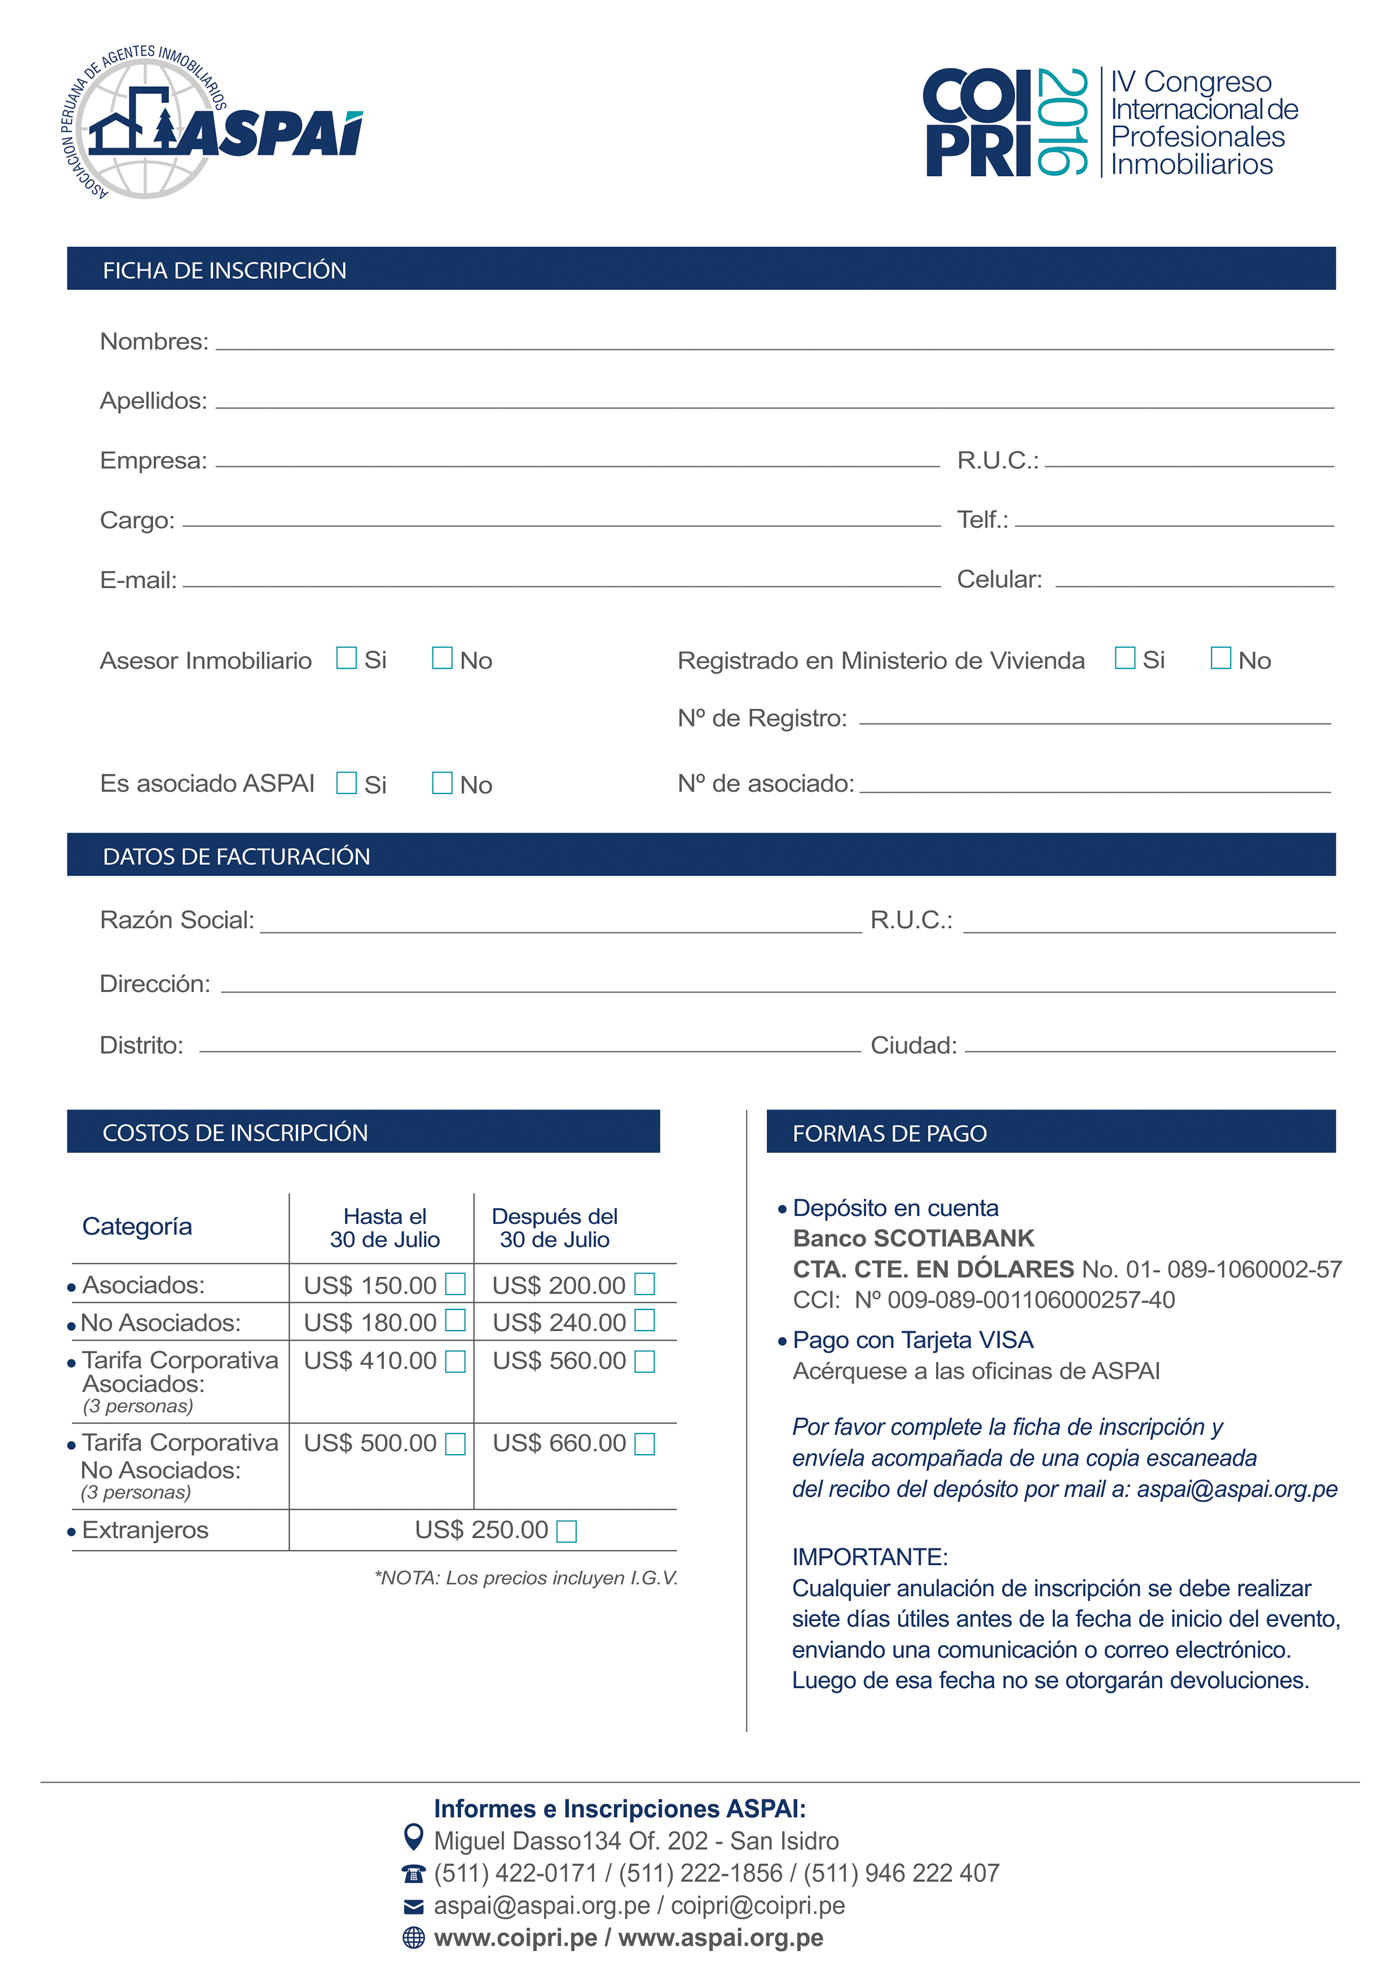 ASOCIACION PERUANA DE AGENTES INMOBILIARIOS
ASPAi
COI
PRI
2016
IV Congreso
Internacional de
Profesionales
Inmobiliarios
FICHA DE INSCRIPCIÓN
Nombres:
Apellidos:
Empresa: R.U.C.:
Cargo: Telf.:
E-mail: Celular:
Asesor Inmobiliario Si No Registrado en Ministerio de Vivienda Si No
Nº de Registro:
Es asociado ASPAI Si No Nº de asociado:
DATOS DE FACTURACIÓN
Razón Social: R.U.C.:
Dirección:
Distrito: Ciudad:
COSTOS DE INSCRIPCIÓN
Categoría
Hasta el
30 de Julio
Después del
30 de Julio
• Asociados: US$ 150.00 US$ 200.00
• No Asociados: US$ 180.00 US$ 240.00
• Tarifa Corporativa US$ 410.00 US$ 560.00
Asociados:
(3 personas)
• Tarifa Corporativa US$ 500.00 US$ 660.00
No Asociados:
(3 personas)
• Extranjeros US$ 250.00
*NOTA: Los precios incluyen I.G.V.
FORMAS DE PAGO
• Depósito en cuenta
Banco SCOTIABANK
CTA. CTE. EN DÓLARES No. 01- 089-1060002-57
CCI: Nº 009-089-001106000257-40
• Pago con Tarjeta VISA
Acérquese a las oficinas de ASPAI
Por favor complete la ficha de inscripción y
envíela acompañada de una copia escaneada
del recibo del depósito por mail a: aspai@aspai.org.pe
IMPORTANTE:
Cualquier anulación de inscripción se debe realizar
siete días útiles antes de la fecha de inicio del evento,
enviando una comunicación o correo electrónico.
Luego de esa fecha no se otorgarán devoluciones.
Informes e Inscripciones ASPAI:
Miguel Dasso134 Of. 202 - San Isidro
(511) 422-0171 / (511) 222-1856 / (511) 946 222 407
aspai@aspai.org.pe / coipri@coipri.pe
www.coipri.pe / www.aspai.org.pe